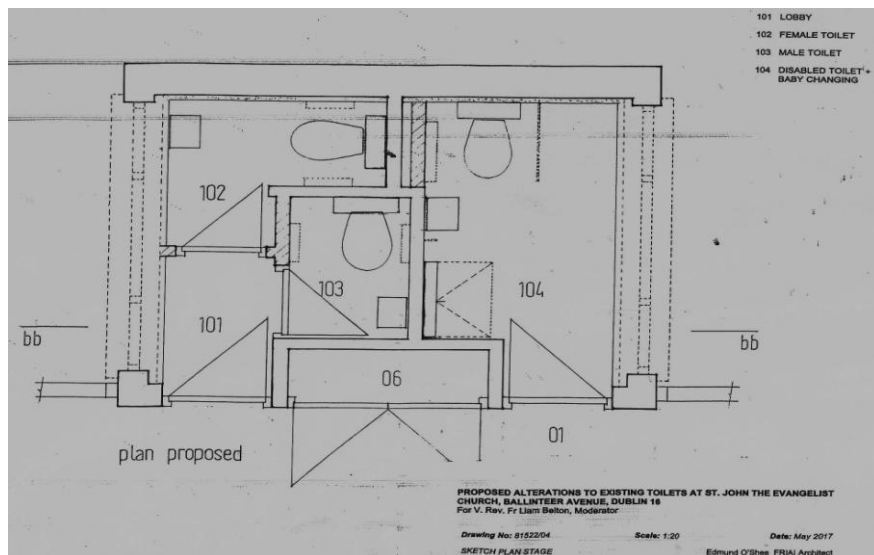 101 LOBBY
102 FEMALE TOILET
103 MALE TOILET
104 DISABLED TOILET +
BABY CHANGING
102
103
104
101
bb
bb
06
01
plan proposed
PROPOSED ALTERATIONS TO EXISTING TOILETS AT ST. JOHN THE EVANGELIST
CHURCH, BALLINTEER AVENUE, DUBLIN 16
For V. Rev. Fr Liam Belton, Moderator
Drawing No: 81522/04 Scale: 1:20 Date: May 2017
SKETCH PLAN STAGE Edmund O'Shea FRIAI Architect